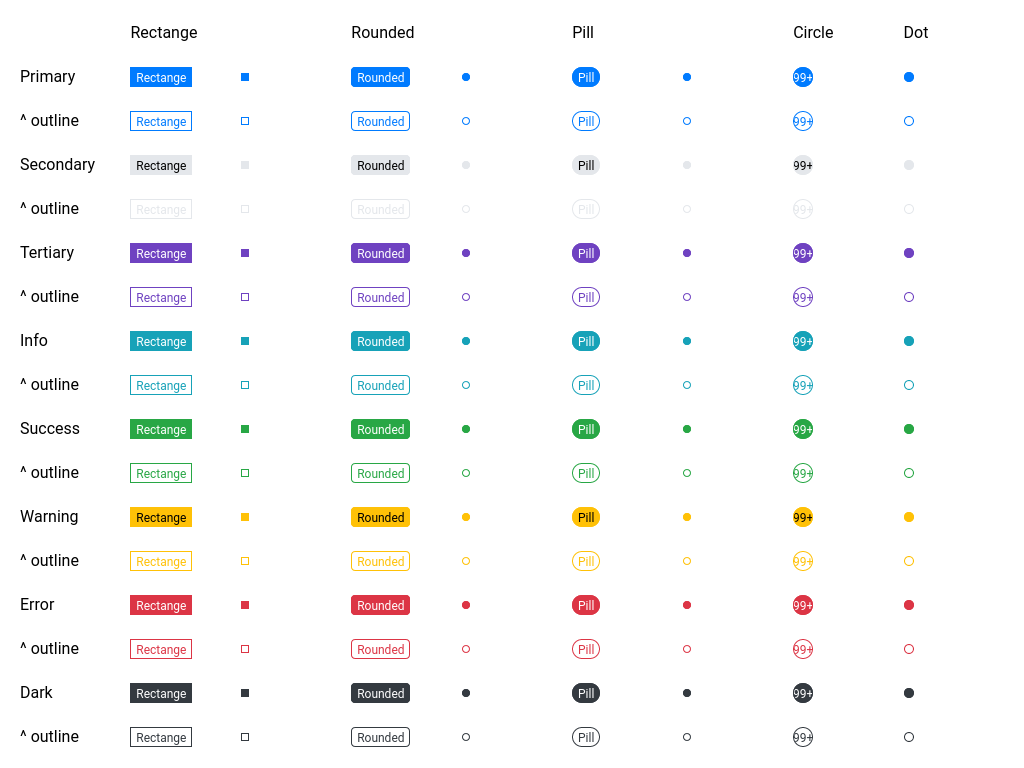 Rectange Rounded Pill Circle Dot
Primary Rectange Rounded Pill 99+
^ outline Rectange Rounded Pill 99+
Secondary Rectange Rounded Pill 99+
^ outline Rectange Rounded Pill 99+
Tertiary Rectange Rounded Pill 99+
^ outline Rectange Rounded Pill 99+
Info Rectange Rounded Pill 99+
^ outline Rectange Rounded Pill 99+
Success Rectange Rounded Pill 99+
^ outline Rectange Rounded Pill 99+
Warning Rectange Rounded Pill 99+
^ outline Rectange Rounded Pill 99+
Error Rectange Rounded Pill 99+
^ outline Rectange Rounded Pill 99+
Dark Rectange Rounded Pill 99+
^ outline Rectange Rounded Pill 99+